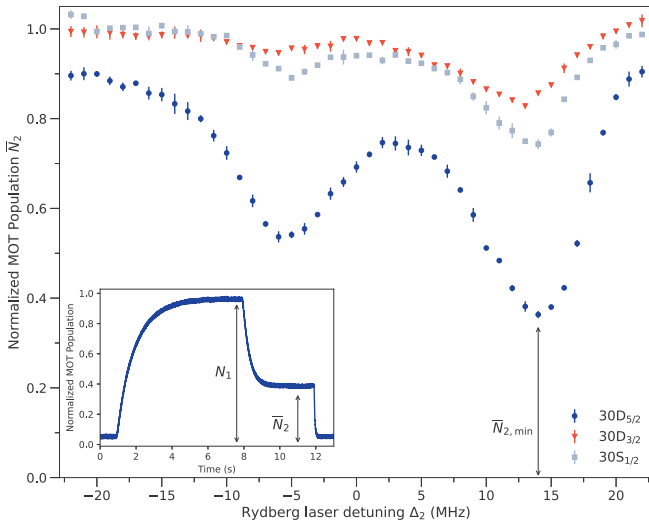 Normalized MOT Population N̅₂
1.0
0.8
0.6
0.4
0.2
0.0
−20
−15
−10
−5
0
5
10
15
20
Rydberg laser detuning Δ₂ (MHz)
N̅₂,min
30D₅/₂
30D₃/₂
30S₁/₂
Normalized MOT Population
1.0
0.8
0.6
0.4
0.2
0.0
0
2
4
6
8
10
12
Time (s)
N₁
N̅₂